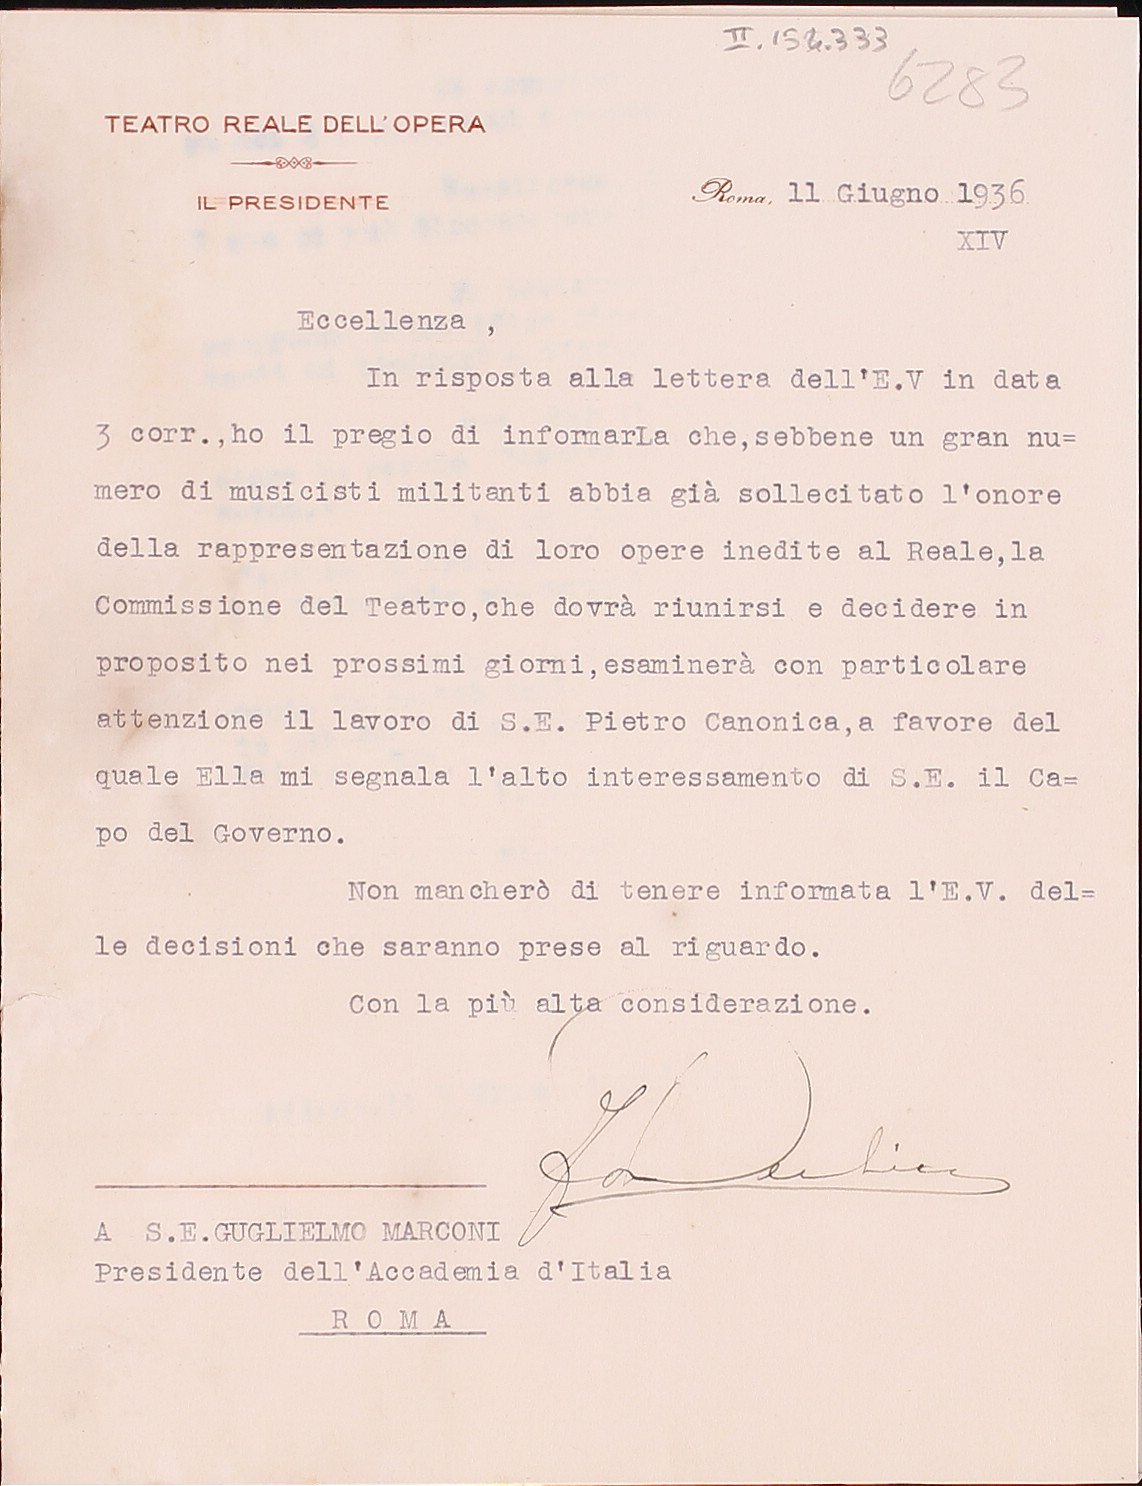 II.152.333
6283
TEATRO REALE DELL'OPERA
IL PRESIDENTE
Roma, 11 Giugno 1936
XIV
Eccellenza ,
In risposta alla lettera dell'E.V in data
3 corr.,ho il pregio di informarLa che,sebbene un gran nu=
mero di musicisti militanti abbia già sollecitato l'onore
della rappresentazione di loro opere inedite al Reale,la
Commissione del Teatro,che dovrà riunirsi e decidere in
proposito nei prossimi giorni,esaminerà con particolare
attenzione il lavoro di S.E. Pietro Canonica,a favore del
quale Ella mi segnala l'alto interessamento di S.E. il Ca=
po del Governo.
Non mancherò di tenere informata l'E.V. del=
le decisioni che saranno prese al riguardo.
Con la più alta considerazione.
A S.E.GUGLIELMO MARCONI
Presidente dell'Accademia d'Italia
R O M A